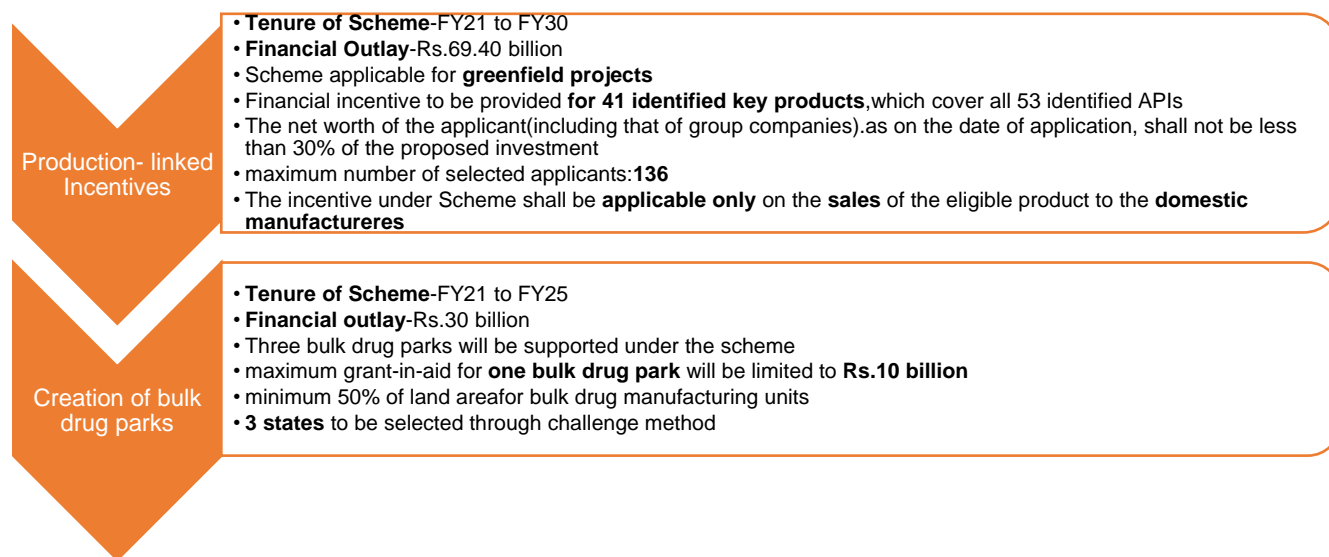 Production- linked
Incentives
• Tenure of Scheme-FY21 to FY30
• Financial Outlay-Rs.69.40 billion
• Scheme applicable for greenfield projects
• Financial incentive to be provided for 41 identified key products,which cover all 53 identified APIs
• The net worth of the applicant(including that of group companies).as on the date of application, shall not be less
than 30% of the proposed investment
• maximum number of selected applicants:136
• The incentive under Scheme shall be applicable only on the sales of the eligible product to the domestic
manufactureres
Creation of bulk
drug parks
• Tenure of Scheme-FY21 to FY25
• Financial outlay-Rs.30 billion
• Three bulk drug parks will be supported under the scheme
• maximum grant-in-aid for one bulk drug park will be limited to Rs.10 billion
• minimum 50% of land areafor bulk drug manufacturing units
• 3 states to be selected through challenge method